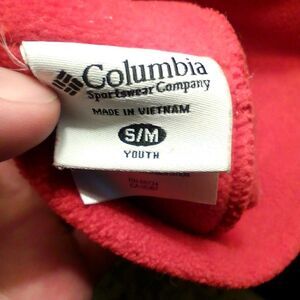 Columbia
Sportswear Company
MADE IN VIETNAM
S/M
YOUTH